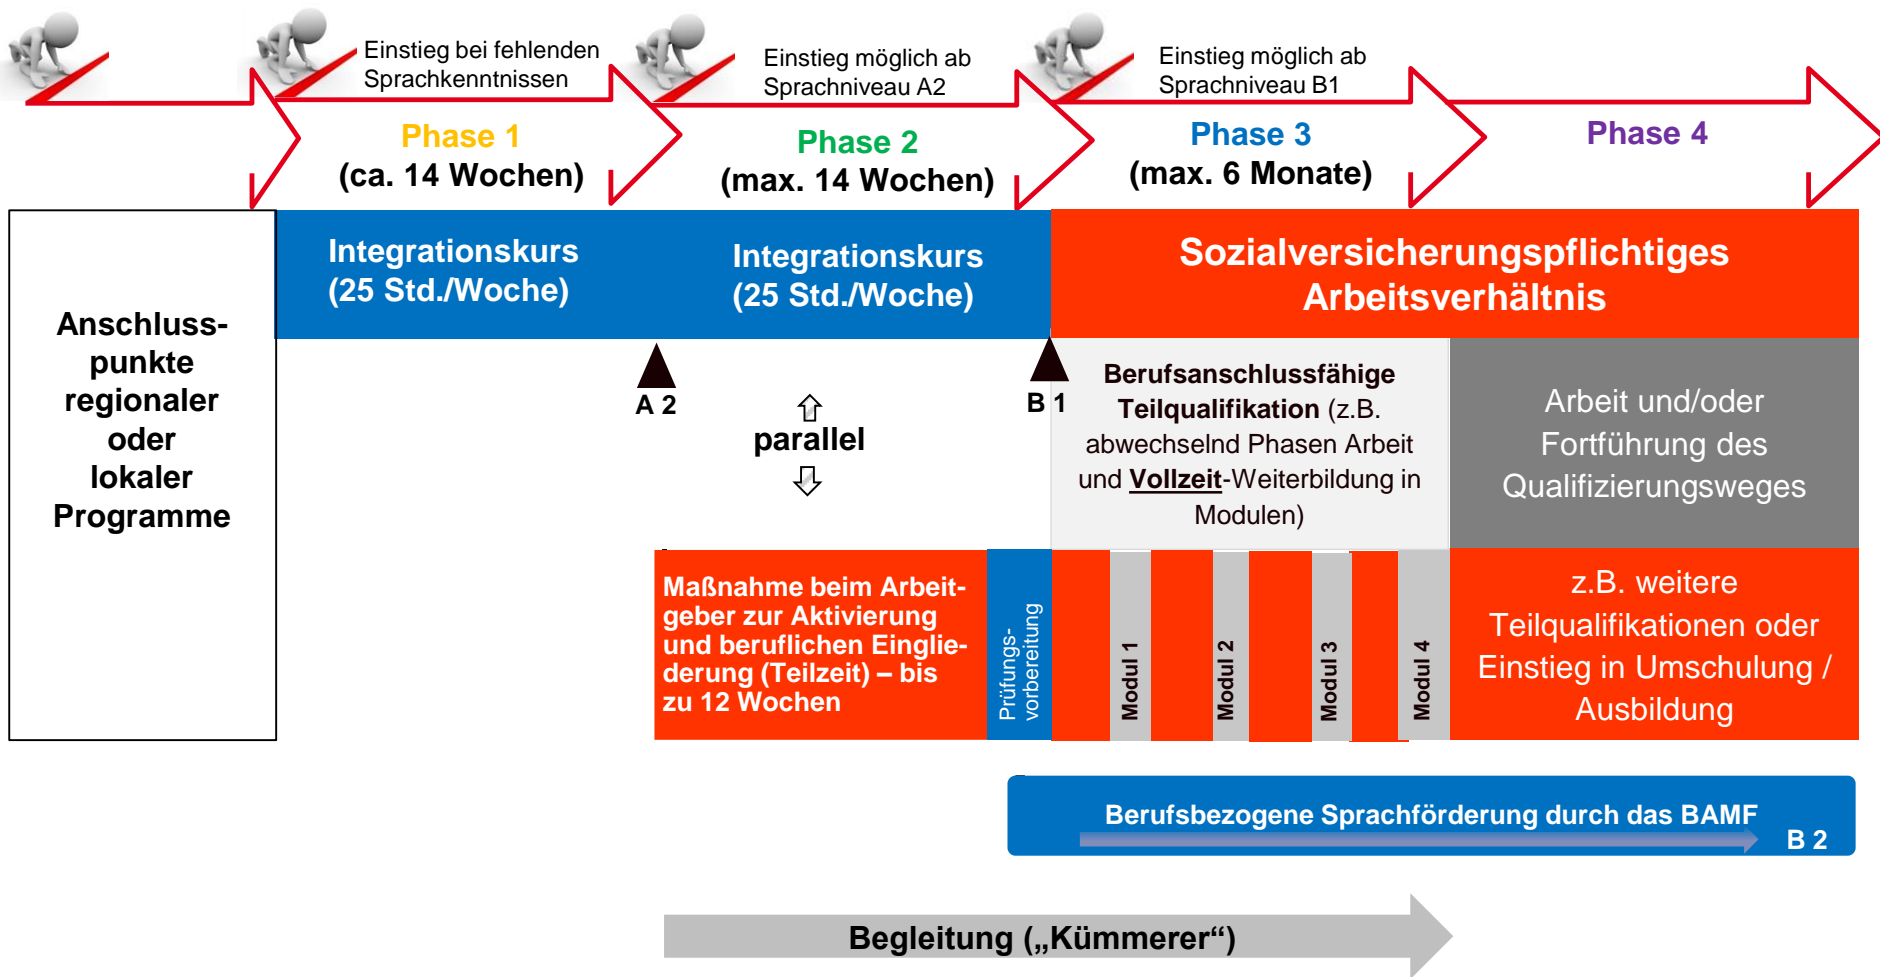 Einstieg bei fehlenden
Sprachkenntnissen
Einstieg möglich ab
Sprachniveau A2
Einstieg möglich ab
Sprachniveau B1
Phase 1
(ca. 14 Wochen)
Phase 2
(max. 14 Wochen)
Phase 3
(max. 6 Monate)
Phase 4
Anschluss-
punkte
regionaler
oder
lokaler
Programme
Integrationskurs
(25 Std./Woche)
Integrationskurs
(25 Std./Woche)
Sozialversicherungspflichtiges
Arbeitsverhältnis
A 2
parallel
B 1
Berufsanschlussfähige
Teilqualifikation (z.B.
abwechselnd Phasen Arbeit
und Vollzeit-Weiterbildung in
Modulen)
Arbeit und/oder
Fortführung des
Qualifizierungsweges
Maßnahme beim Arbeit-
geber zur Aktivierung
und beruflichen Einglie-
derung (Teilzeit) – bis
zu 12 Wochen
Prüfungs-
vorbereitung
Modul 1
Modul 2
Modul 3
Modul 4
z.B. weitere
Teilqualifikationen oder
Einstieg in Umschulung /
Ausbildung
Berufsbezogene Sprachförderung durch das BAMF
B 2
Begleitung („Kümmerer“)